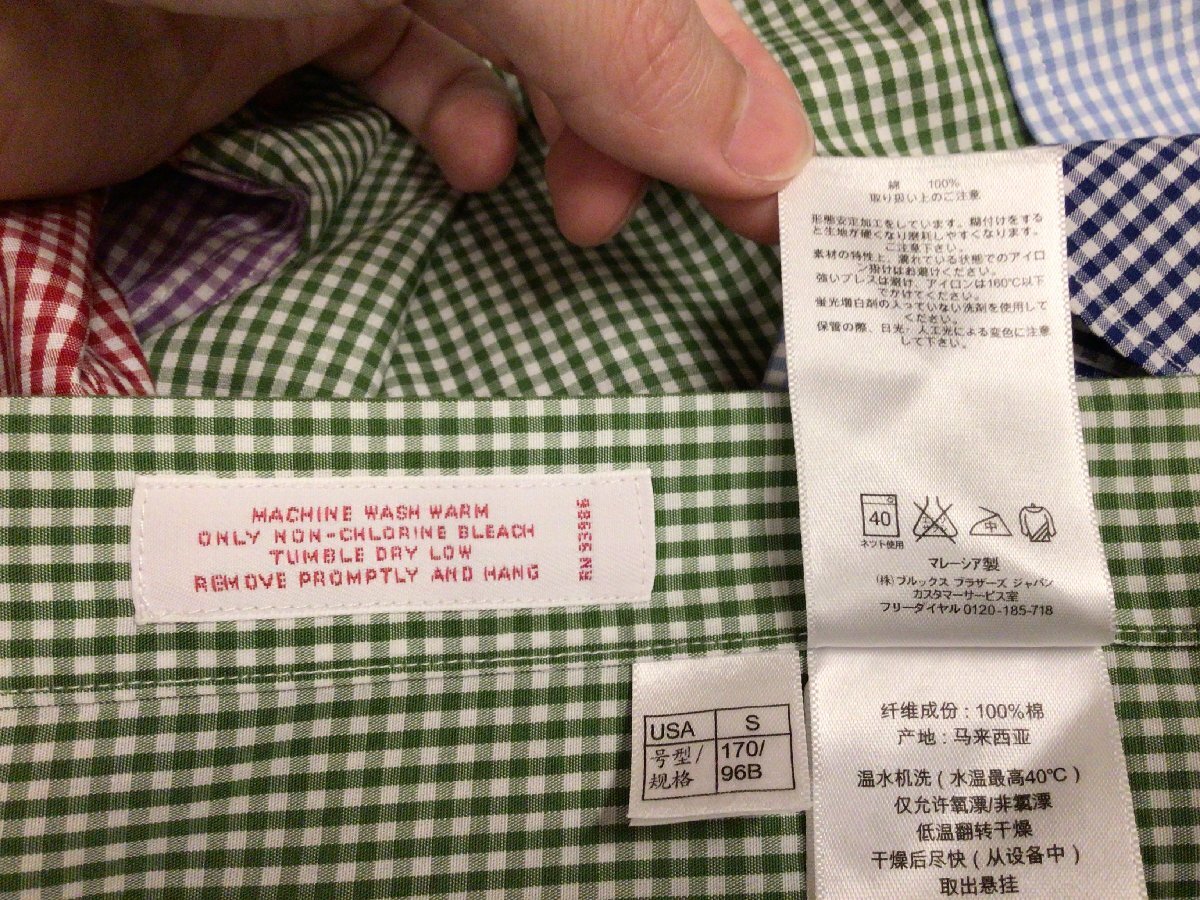 綿 100%
取り扱い上のご注意
形態安定加工をしています。糊付けをする
と生地が硬くなり摩耗しやすくなります。
ご注意下さい。
素材の特性上、濡れている状態でのアイロ
ン掛けはお避けください。
強いプレスは避け、アイロンは160℃以下
でかけてください。
蛍光増白剤の入っていない洗剤を使用して
ください。
保管の際、日光、人工光による変色に注意
して下さい。
40
中
ネット使用
マレーシア製
(株)ブルックス ブラザーズ ジャパン
カスタマーサービス室
フリーダイヤル 0120-185-718
MACHINE WASH WARM
ONLY NON-CHLORINE BLEACH
TUMBLE DRY LOW
REMOVE PROMPTLY AND HANG
USA S
号型/ 170/
规格 96B
纤维成份 : 100%棉
产地 : 马来西亚
温水机洗 ( 水温最高40℃ )
仅允许氧漂/非氯漂
低温翻转干燥
干燥后尽快 ( 从设备中 )
取出悬挂